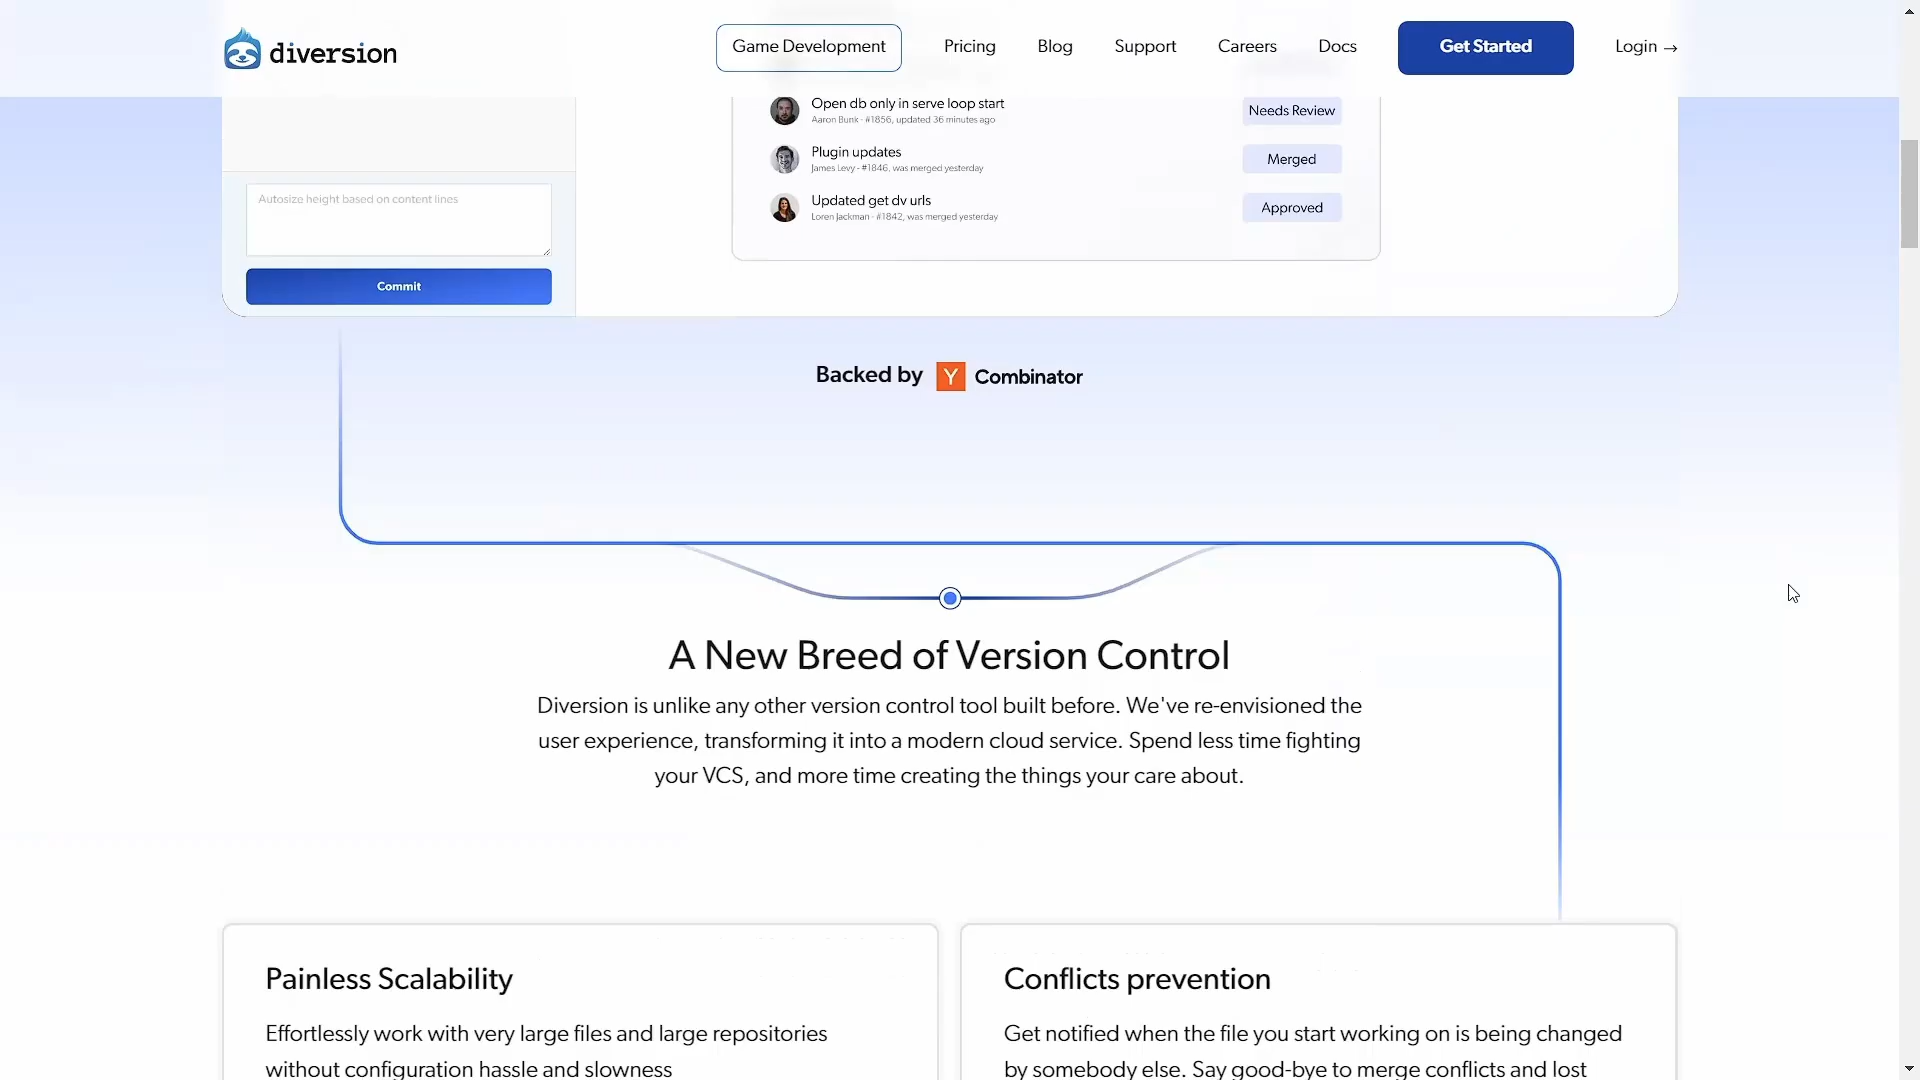 diversion
Game Development
Pricing
Blog
Support
Careers
Docs
Get Started
Login →
Open db only in serve loop start
Aaron Bunk - #1856, updated 36 minutes ago
Needs Review
Plugin updates
James Levy - #1846, was merged yesterday
Merged
Updated get dv urls
Loren Jackman - #1842, was merged yesterday
Approved
Autosize height based on content lines
Commit
Backed by Y Combinator
A New Breed of Version Control
Diversion is unlike any other version control tool built before. We've re-envisioned the
user experience, transforming it into a modern cloud service. Spend less time fighting
your VCS, and more time creating the things your care about.
Painless Scalability
Effortlessly work with very large files and large repositories
without configuration hassle and slowness
Conflicts prevention
Get notified when the file you start working on is being changed
by somebody else. Say good-bye to merge conflicts and lost